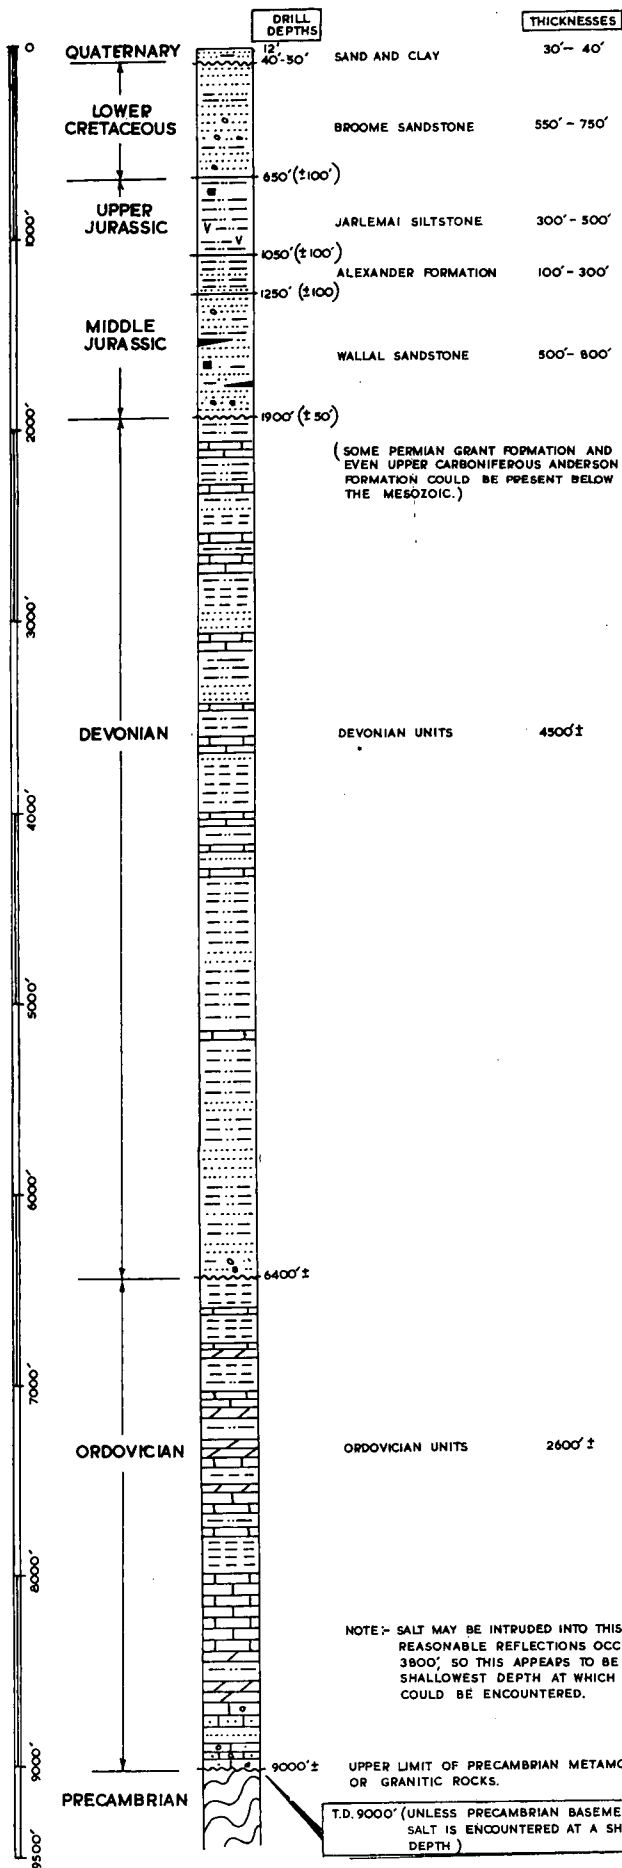 DRILL
DEPTHS
THICKNESSES
0
QUATERNARY
12'
40'-50'
SAND AND CLAY
30'- 40'
LOWER
CRETACEOUS
BROOME SANDSTONE
550' - 750'
650' (±100')
UPPER
JURASSIC
1000'
JARLEMAI SILTSTONE
300' - 500'
1050' (±100')
ALEXANDER FORMATION
100' - 300'
1250' (±100)
MIDDLE
JURASSIC
WALLAL SANDSTONE
500' - 800'
1900' (±50')
2000'
(SOME PERMIAN GRANT FORMATION AND
EVEN UPPER CARBONIFEROUS ANDERSON
FORMATION COULD BE PRESENT BELOW
THE MESOZOIC.)
3000'
DEVONIAN
DEVONIAN UNITS
4500'±
4000'
5000'
6000'
6400'±
7000'
ORDOVICIAN
ORDOVICIAN UNITS
2600'±
8000'
NOTE:- SALT MAY BE INTRUDED INTO THIS
REASONABLE REFLECTIONS OCC
3800', SO THIS APPEARS TO BE
SHALLOWEST DEPTH AT WHICH
COULD BE ENCOUNTERED.
9000'
9000'±
UPPER LIMIT OF PRECAMBRIAN METAMO
OR GRANITIC ROCKS.
PRECAMBRIAN
T.D. 9000' (UNLESS PRECAMBRIAN BASEME
SALT IS ENCOUNTERED AT A SH
DEPTH)
9500'